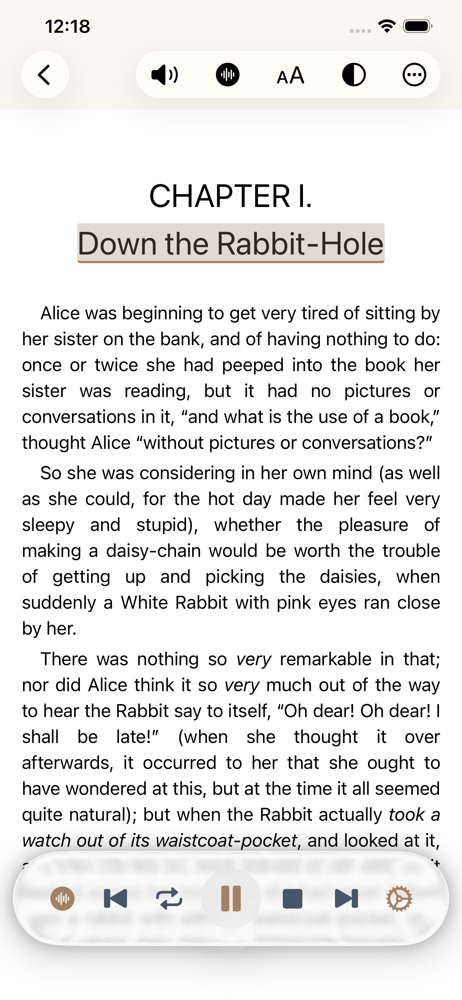 12:18
AA
CHAPTER I.
Down the Rabbit-Hole
Alice was beginning to get very tired of sitting by
her sister on the bank, and of having nothing to do:
once or twice she had peeped into the book her
sister was reading, but it had no pictures or
conversations in it, “and what is the use of a book,”
thought Alice “without pictures or conversations?”
So she was considering in her own mind (as well
as she could, for the hot day made her feel very
sleepy and stupid), whether the pleasure of
making a daisy-chain would be worth the trouble
of getting up and picking the daisies, when
suddenly a White Rabbit with pink eyes ran close
by her.
There was nothing so very remarkable in that;
nor did Alice think it so very much out of the way
to hear the Rabbit say to itself, “Oh dear! Oh dear! I
shall be late!” (when she thought it over
afterwards, it occurred to her that she ought to
have wondered at this, but at the time it all seemed
quite natural); but when the Rabbit actually took a
watch out of its waistcoat-pocket, and looked at it,